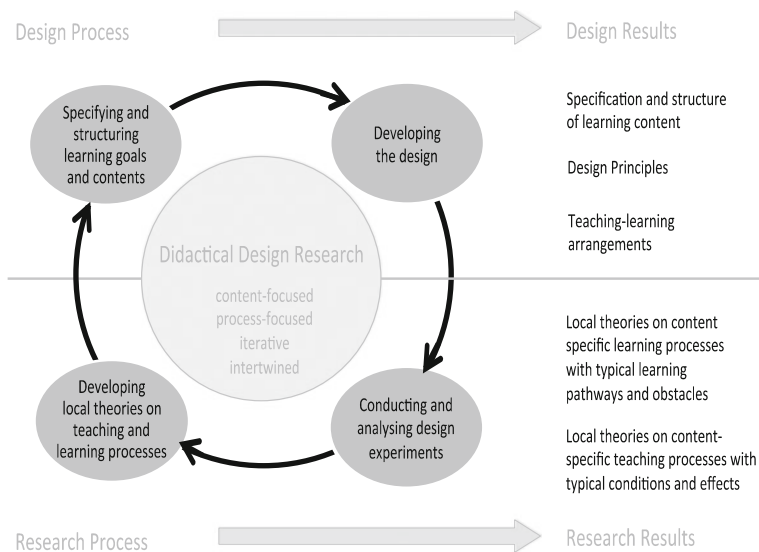 Design Process
Design Results
Specifying and
structuring
learning goals
and contents
Developing
the design
Specification and structure
of learning content
Design Principles
Teaching-learning
arrangements
Didactical Design Research
content-focused
process-focused
iterative
intertwined
Developing
local theories on
teaching and
learning processes
Conducting and
analysing design
experiments
Local theories on content
specific learning processes
with typical learning
pathways and obstacles
Local theories on content-
specific teaching processes with
typical conditions and effects
Research Process
Research Results